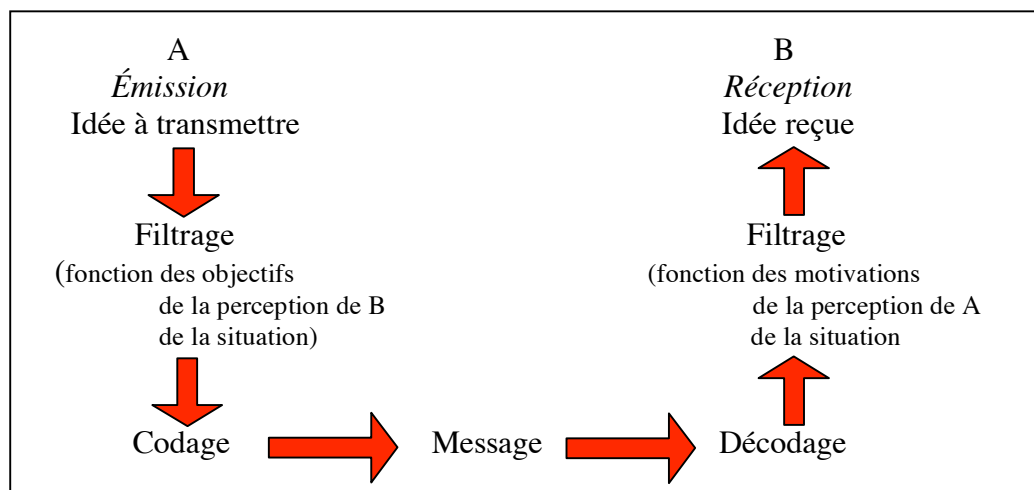 A
Émission
Idée à transmettre
Filtrage
(fonction des objectifs
de la perception de B
de la situation)
Codage
Message
Décodage
B
Réception
Idée reçue
Filtrage
(fonction des motivations
de la perception de A
de la situation